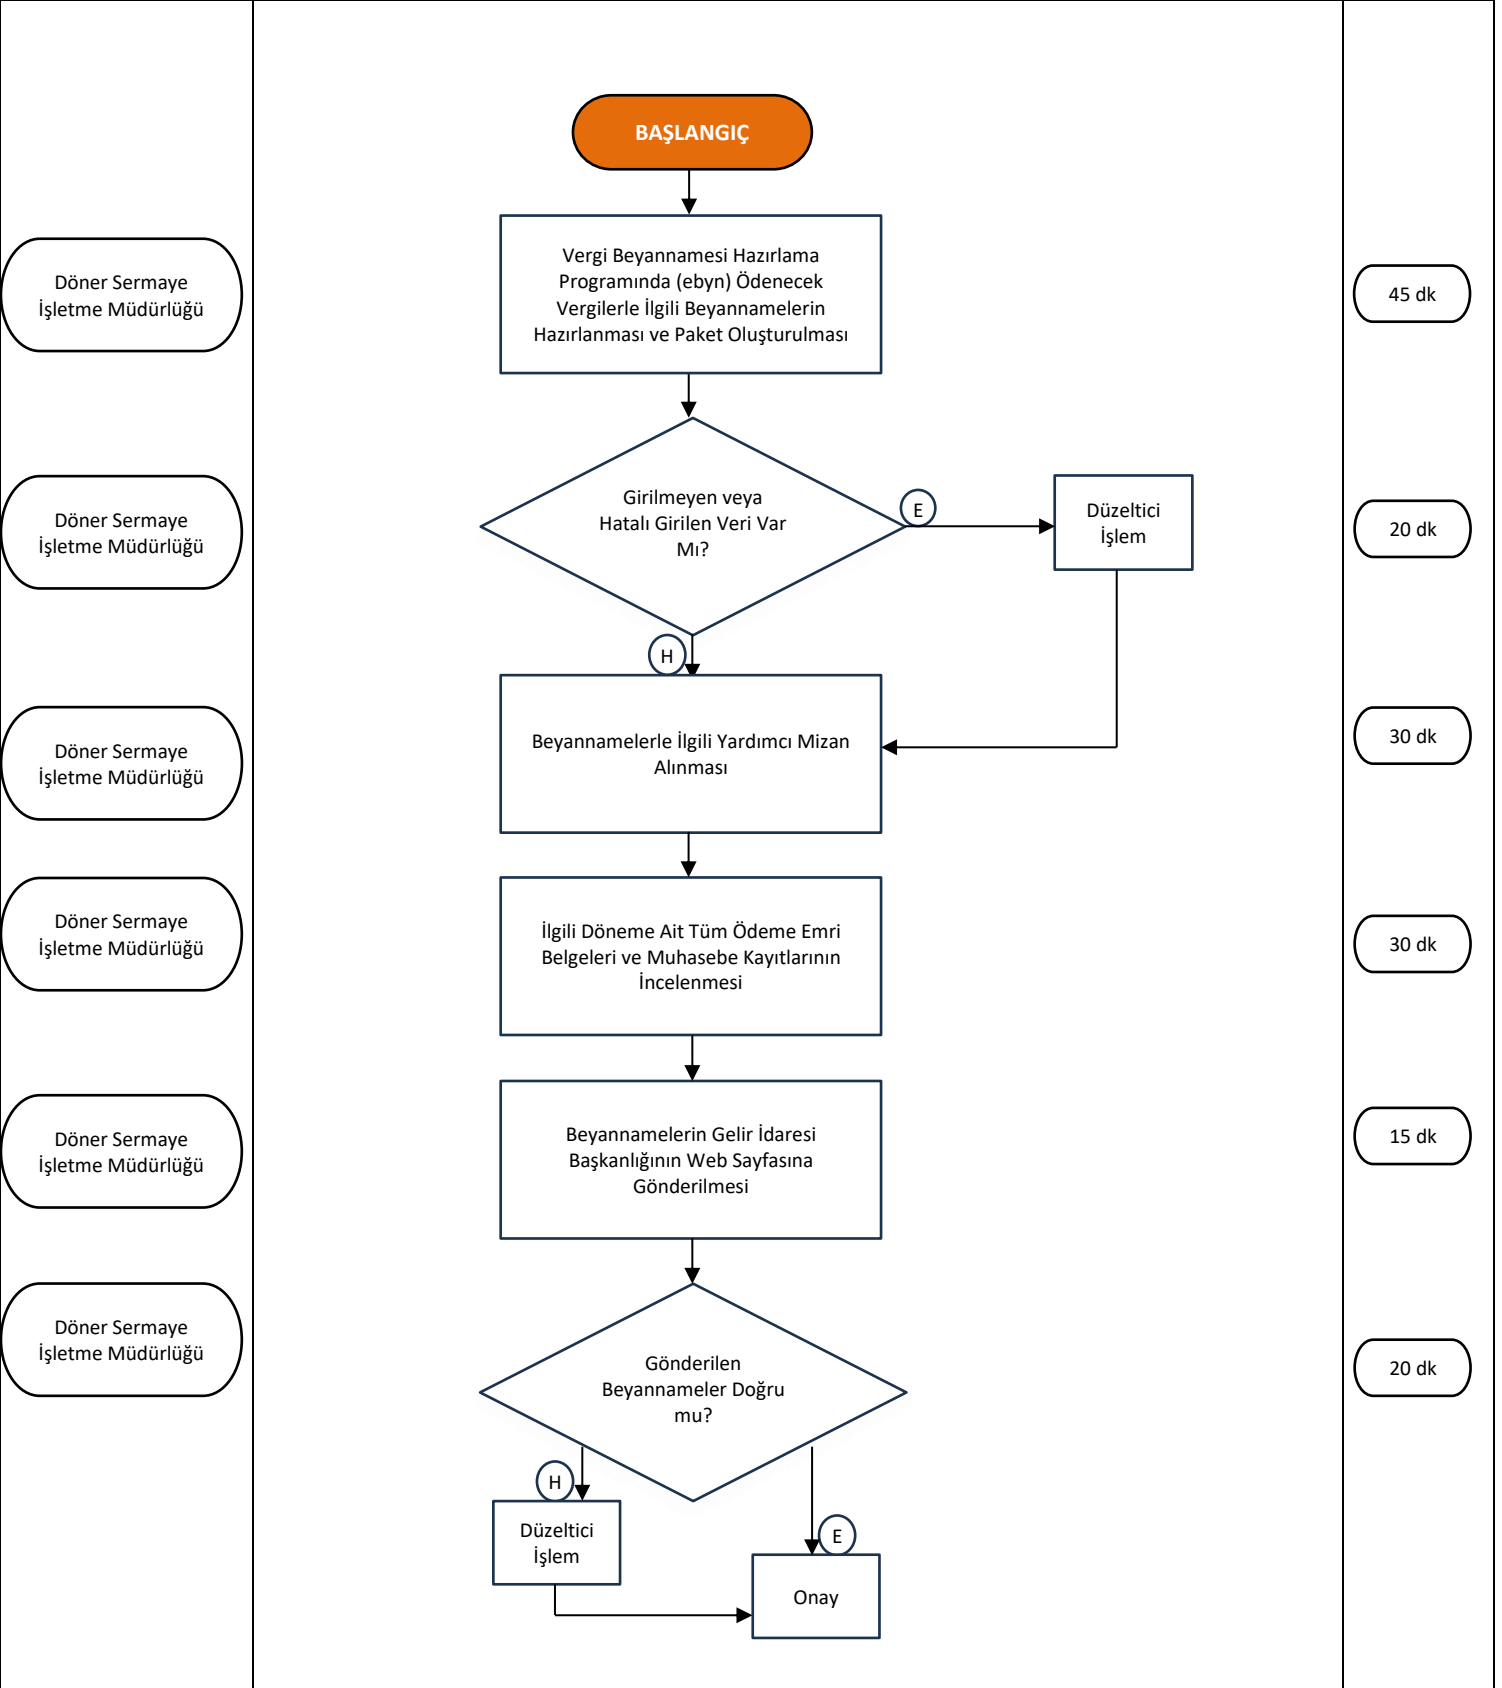 BAŞLANGIÇ
Döner Sermaye
İşletme Müdürlüğü
Vergi Beyannamesi Hazırlama
Programında (ebyn) Ödenecek
Vergilerle İlgili Beyannamelerin
Hazırlanması ve Paket Oluşturulması
45 dk
Döner Sermaye
İşletme Müdürlüğü
Girilmeyen veya
Hatalı Girilen Veri Var
Mı?
E
Düzeltici
İşlem
20 dk
H
Döner Sermaye
İşletme Müdürlüğü
Beyannamelerle İlgili Yardımcı Mizan
Alınması
30 dk
Döner Sermaye
İşletme Müdürlüğü
İlgili Döneme Ait Tüm Ödeme Emri
Belgeleri ve Muhasebe Kayıtlarının
İncelenmesi
30 dk
Döner Sermaye
İşletme Müdürlüğü
Beyannamelerin Gelir İdaresi
Başkanlığının Web Sayfasına
Gönderilmesi
15 dk
Döner Sermaye
İşletme Müdürlüğü
Gönderilen
Beyannameler Doğru
mu?
20 dk
H
Düzeltici
İşlem
E
Onay